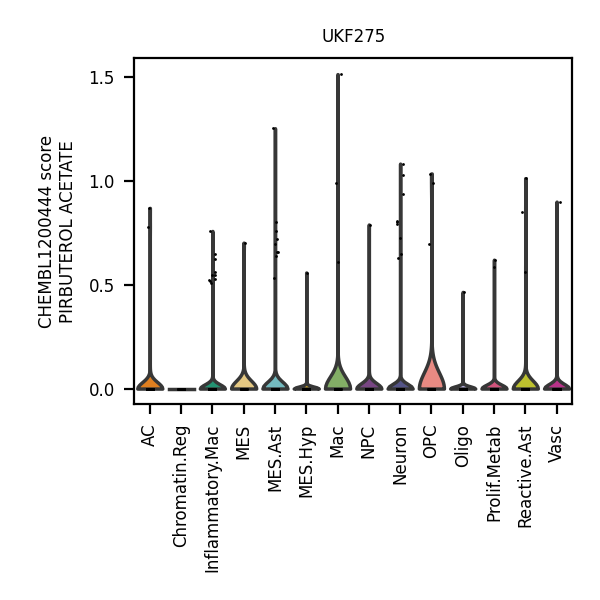 UKF275
CHEMBL1200444 score
PIRBUTEROL ACETATE
1.5
1.0
0.5
0.0
AC
Chromatin.Reg
Inflammatory.Mac
MES
MES.Ast
MES.Hyp
Mac
NPC
Neuron
OPC
Oligo
Prolif.Metab
Reactive.Ast
Vasc